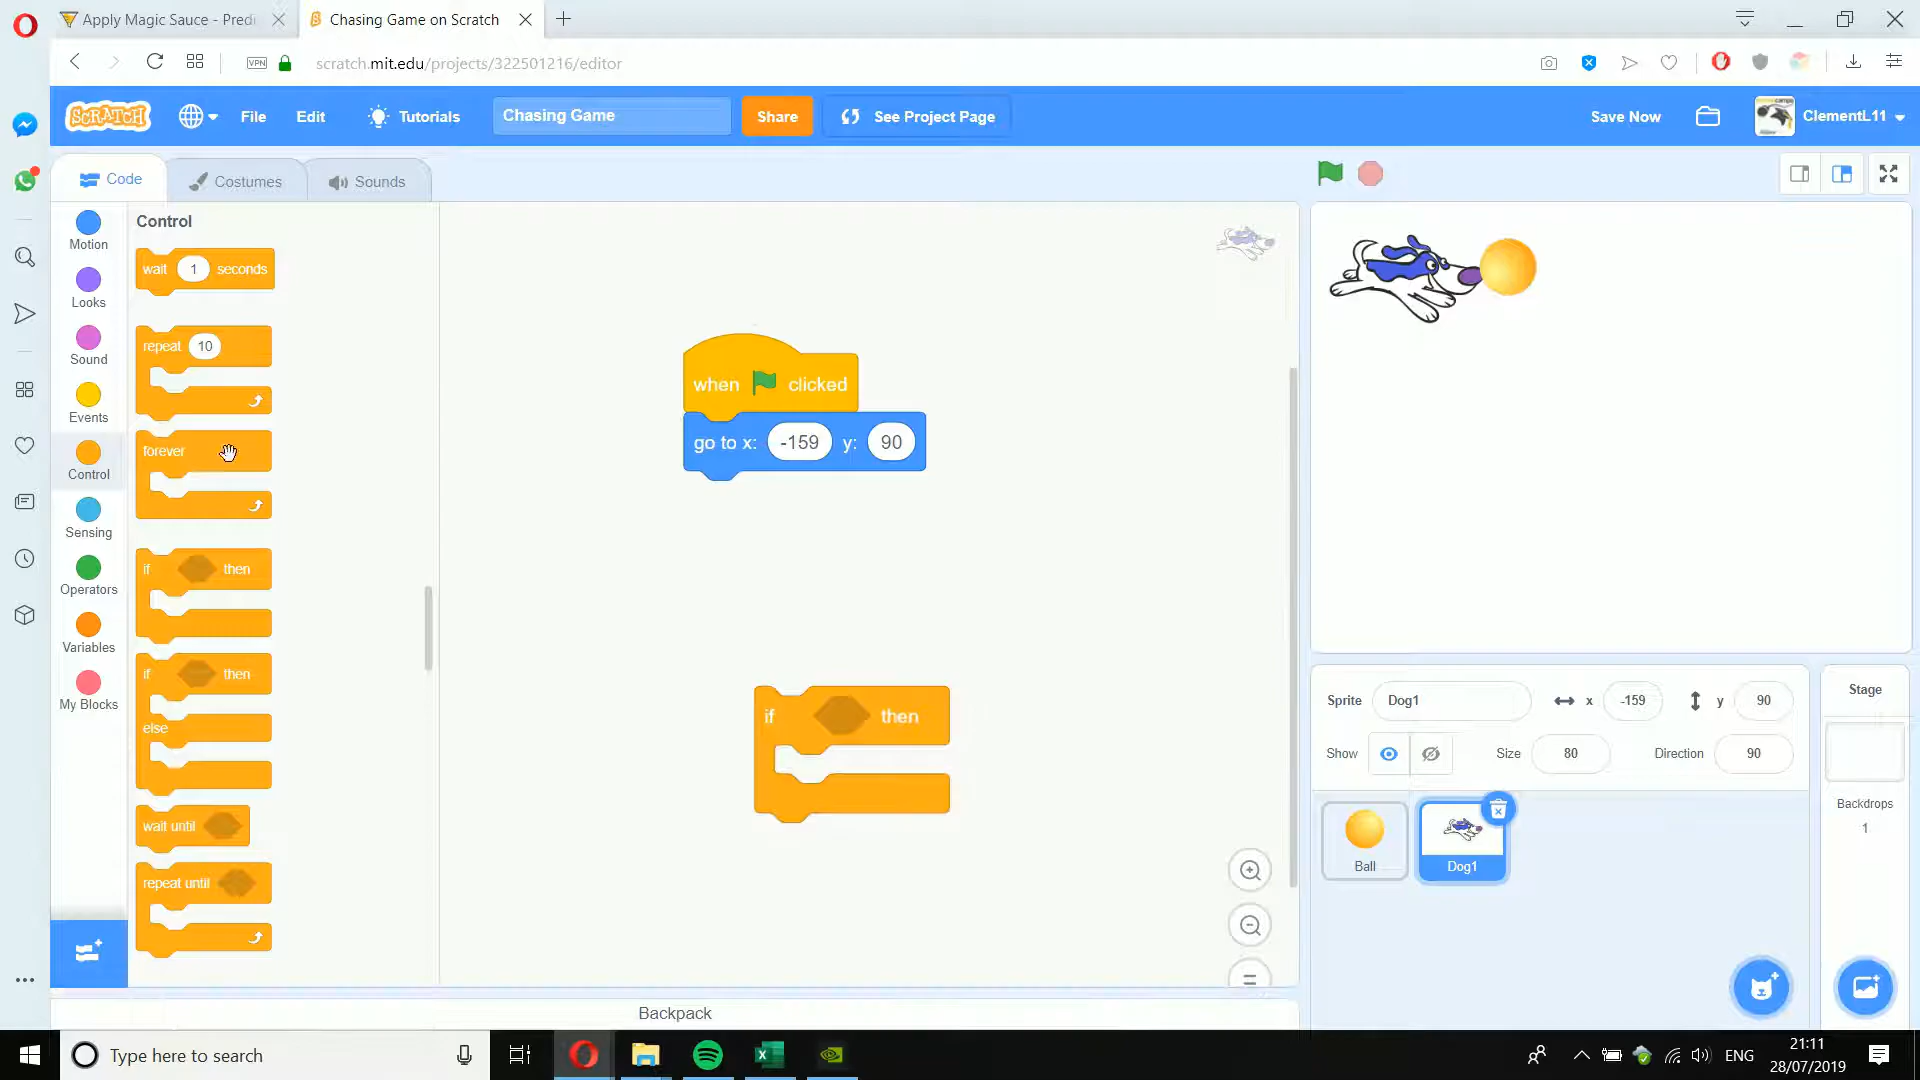 Apply Magic Sauce - Predi
Chasing Game on Scratch
VPN
scratch.mit.edu/projects/322501216/editor
SCRATCH
File
Edit
Tutorials
Chasing Game
Share
See Project Page
Save Now
ClementL11
Code
Costumes
Sounds
Motion
Looks
Sound
Events
Control
Sensing
Operators
Variables
My Blocks
Control
wait 1 seconds
repeat 10
forever
if then
if then
else
wait until
repeat until
when clicked
go to x: -159 y: 90
if then
Sprite Dog1 x -159 y 90
Show Size 80 Direction 90
Ball
Dog1
Stage
Backdrops
1
Backpack
Type here to search
ENG
21:11
28/07/2019